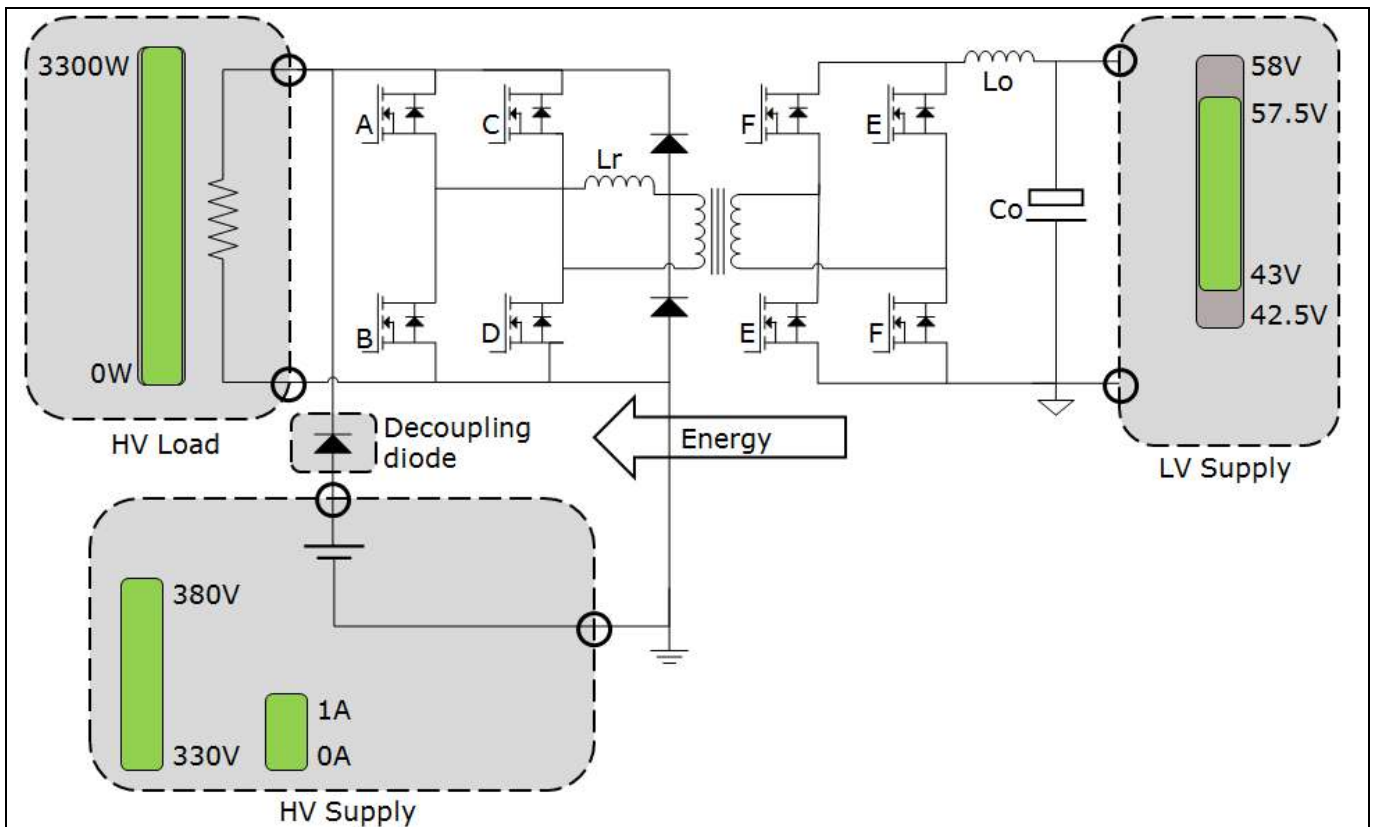 3300W
0W
HV Load
A
C
B
D
Lr
F
E
E
F
Lo
Co
58V
57.5V
43V
42.5V
LV Supply
Decoupling
diode
Energy
380V
330V
1A
0A
HV Supply